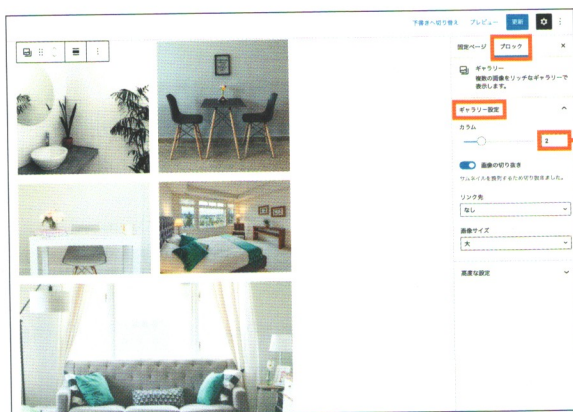 下書きへ切り替え プレビュー 更新
固定ページ ブロック ×
ギャラリー
複数の画像をリッチなギャラリーで
表示します。
ギャラリー設定
カラム
2
画像の切り抜き
サムネイルを整列するため切り抜きました。
リンク先
なし
画像サイズ
大
高度な設定